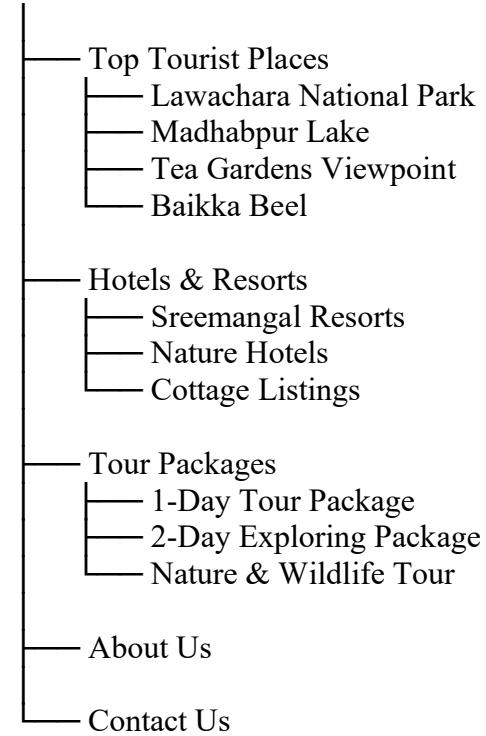 Top Tourist Places
Lawachara National Park
Madhabpur Lake
Tea Gardens Viewpoint
Baikka Beel
Hotels & Resorts
Sreemangal Resorts
Nature Hotels
Cottage Listings
Tour Packages
1-Day Tour Package
2-Day Exploring Package
Nature & Wildlife Tour
About Us
Contact Us